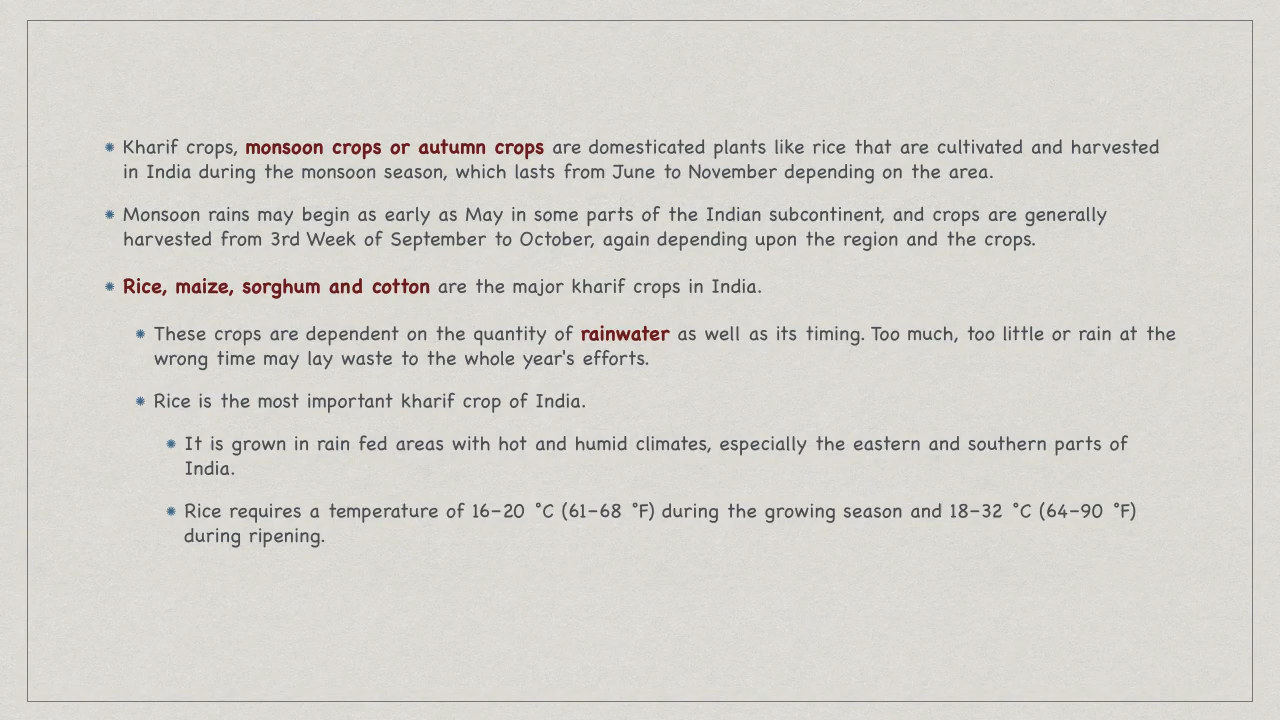 Kharif crops, monsoon crops or autumn crops are domesticated plants like rice that are cultivated and harvested
in India during the monsoon season, which lasts from June to November depending on the area.
Monsoon rains may begin as early as May in some parts of the Indian subcontinent, and crops are generally
harvested from 3rd Week of September to October, again depending upon the region and the crops.
Rice, maize, sorghum and cotton are the major kharif crops in India.
These crops are dependent on the quantity of rainwater as well as its timing. Too much, too little or rain at the
wrong time may lay waste to the whole year's efforts.
Rice is the most important kharif crop of India.
It is grown in rain fed areas with hot and humid climates, especially the eastern and southern parts of
India.
Rice requires a temperature of 16–20 °C (61–68 °F) during the growing season and 18–32 °C (64–90 °F)
during ripening.